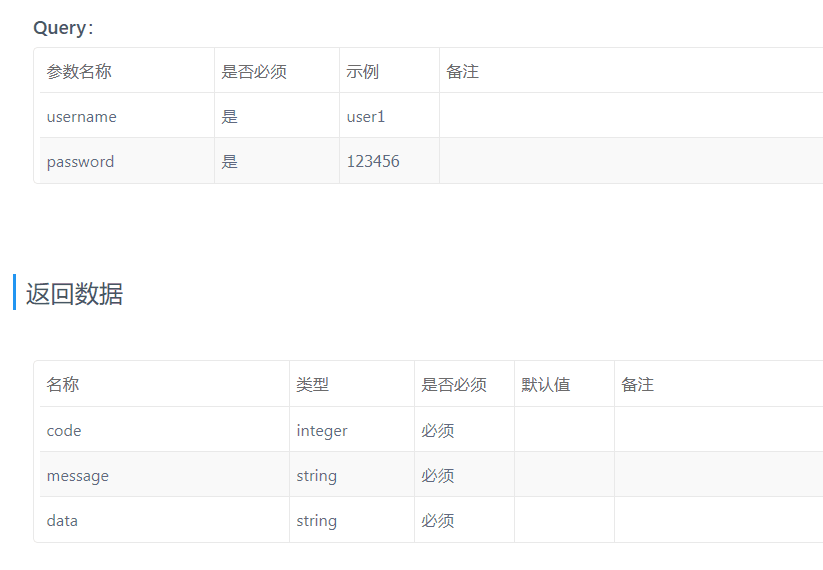 Query：
参数名称 是否必须 示例 备注
username 是 user1
password 是 123456
返回数据
名称 类型 是否必须 默认值 备注
code integer 必须
message string 必须
data string 必须